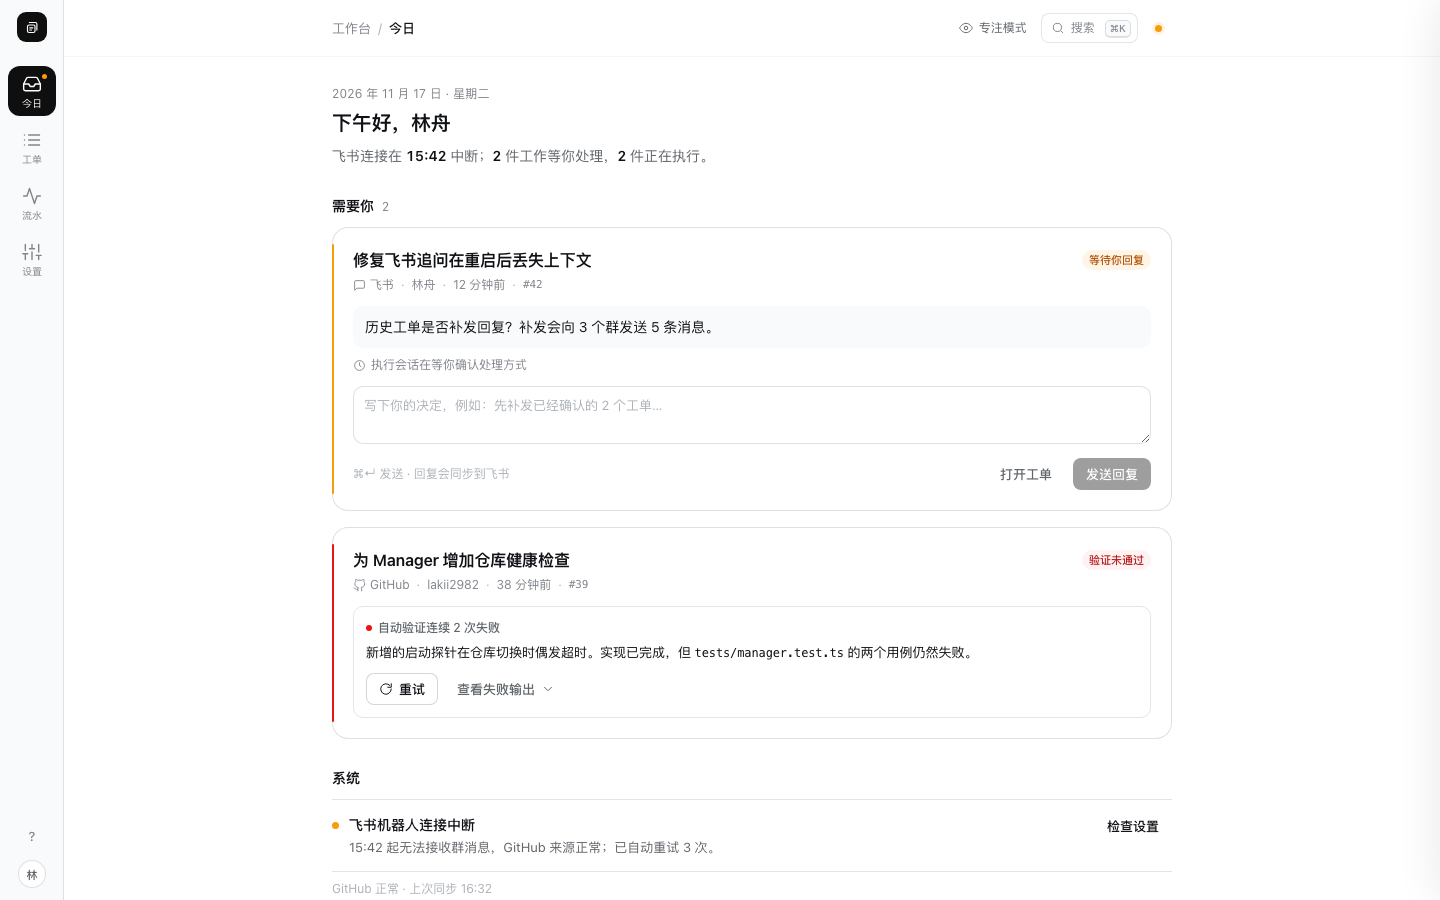 工作台 / 今日
专注模式
搜索 ⌘K
今日
工单
流水
设置
?
林
2026 年 11 月 17 日 · 星期二
下午好，林舟
飞书连接在 15:42 中断；2 件工作等你处理，2 件正在执行。
需要你 2
修复飞书追问在重启后丢失上下文
等待你回复
飞书 · 林舟 · 12 分钟前 · #42
历史工单是否补发回复？补发会向 3 个群发送 5 条消息。
执行会话在等你确认处理方式
写下你的决定，例如：先补发已经确认的 2 个工单...
⌘↵ 发送 · 回复会同步到飞书
打开工单
发送回复
为 Manager 增加仓库健康检查
验证未通过
GitHub · lakii2982 · 38 分钟前 · #39
自动验证连续 2 次失败
新增的启动探针在仓库切换时偶发超时。实现已完成，但 tests/manager.test.ts 的两个用例仍然失败。
重试
查看失败输出
系统
飞书机器人连接中断
检查设置
15:42 起无法接收群消息，GitHub 来源正常；已自动重试 3 次。
GitHub 正常 · 上次同步 16:32